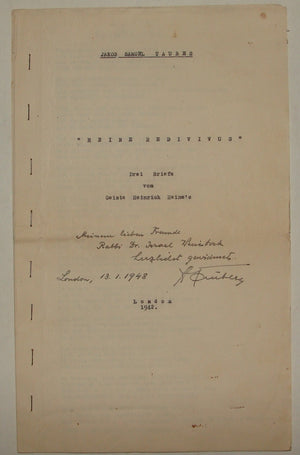 JAKOB SAMUEL TAUBES
"HEINE REDIVIVUS"
Drei Briefe
vom
Geiste Heinrich Heine's
Meinem lieben Freunde
Rabbi Dr. Israel
herzlichst gewidmet
London, 13.1.1948
London
1942.